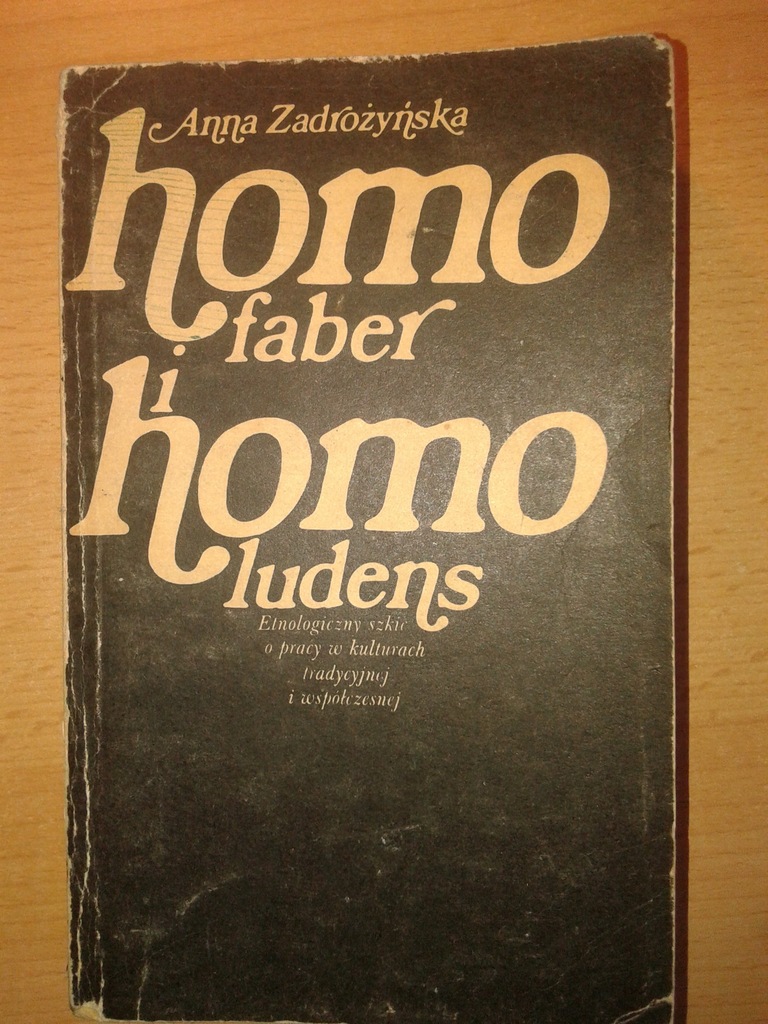 Anna Zadrożyńska
homo
faber
i
homo
ludens
Etnologiczny szkic
o pracy w kulturach
tradycyjnej
i współczesnej